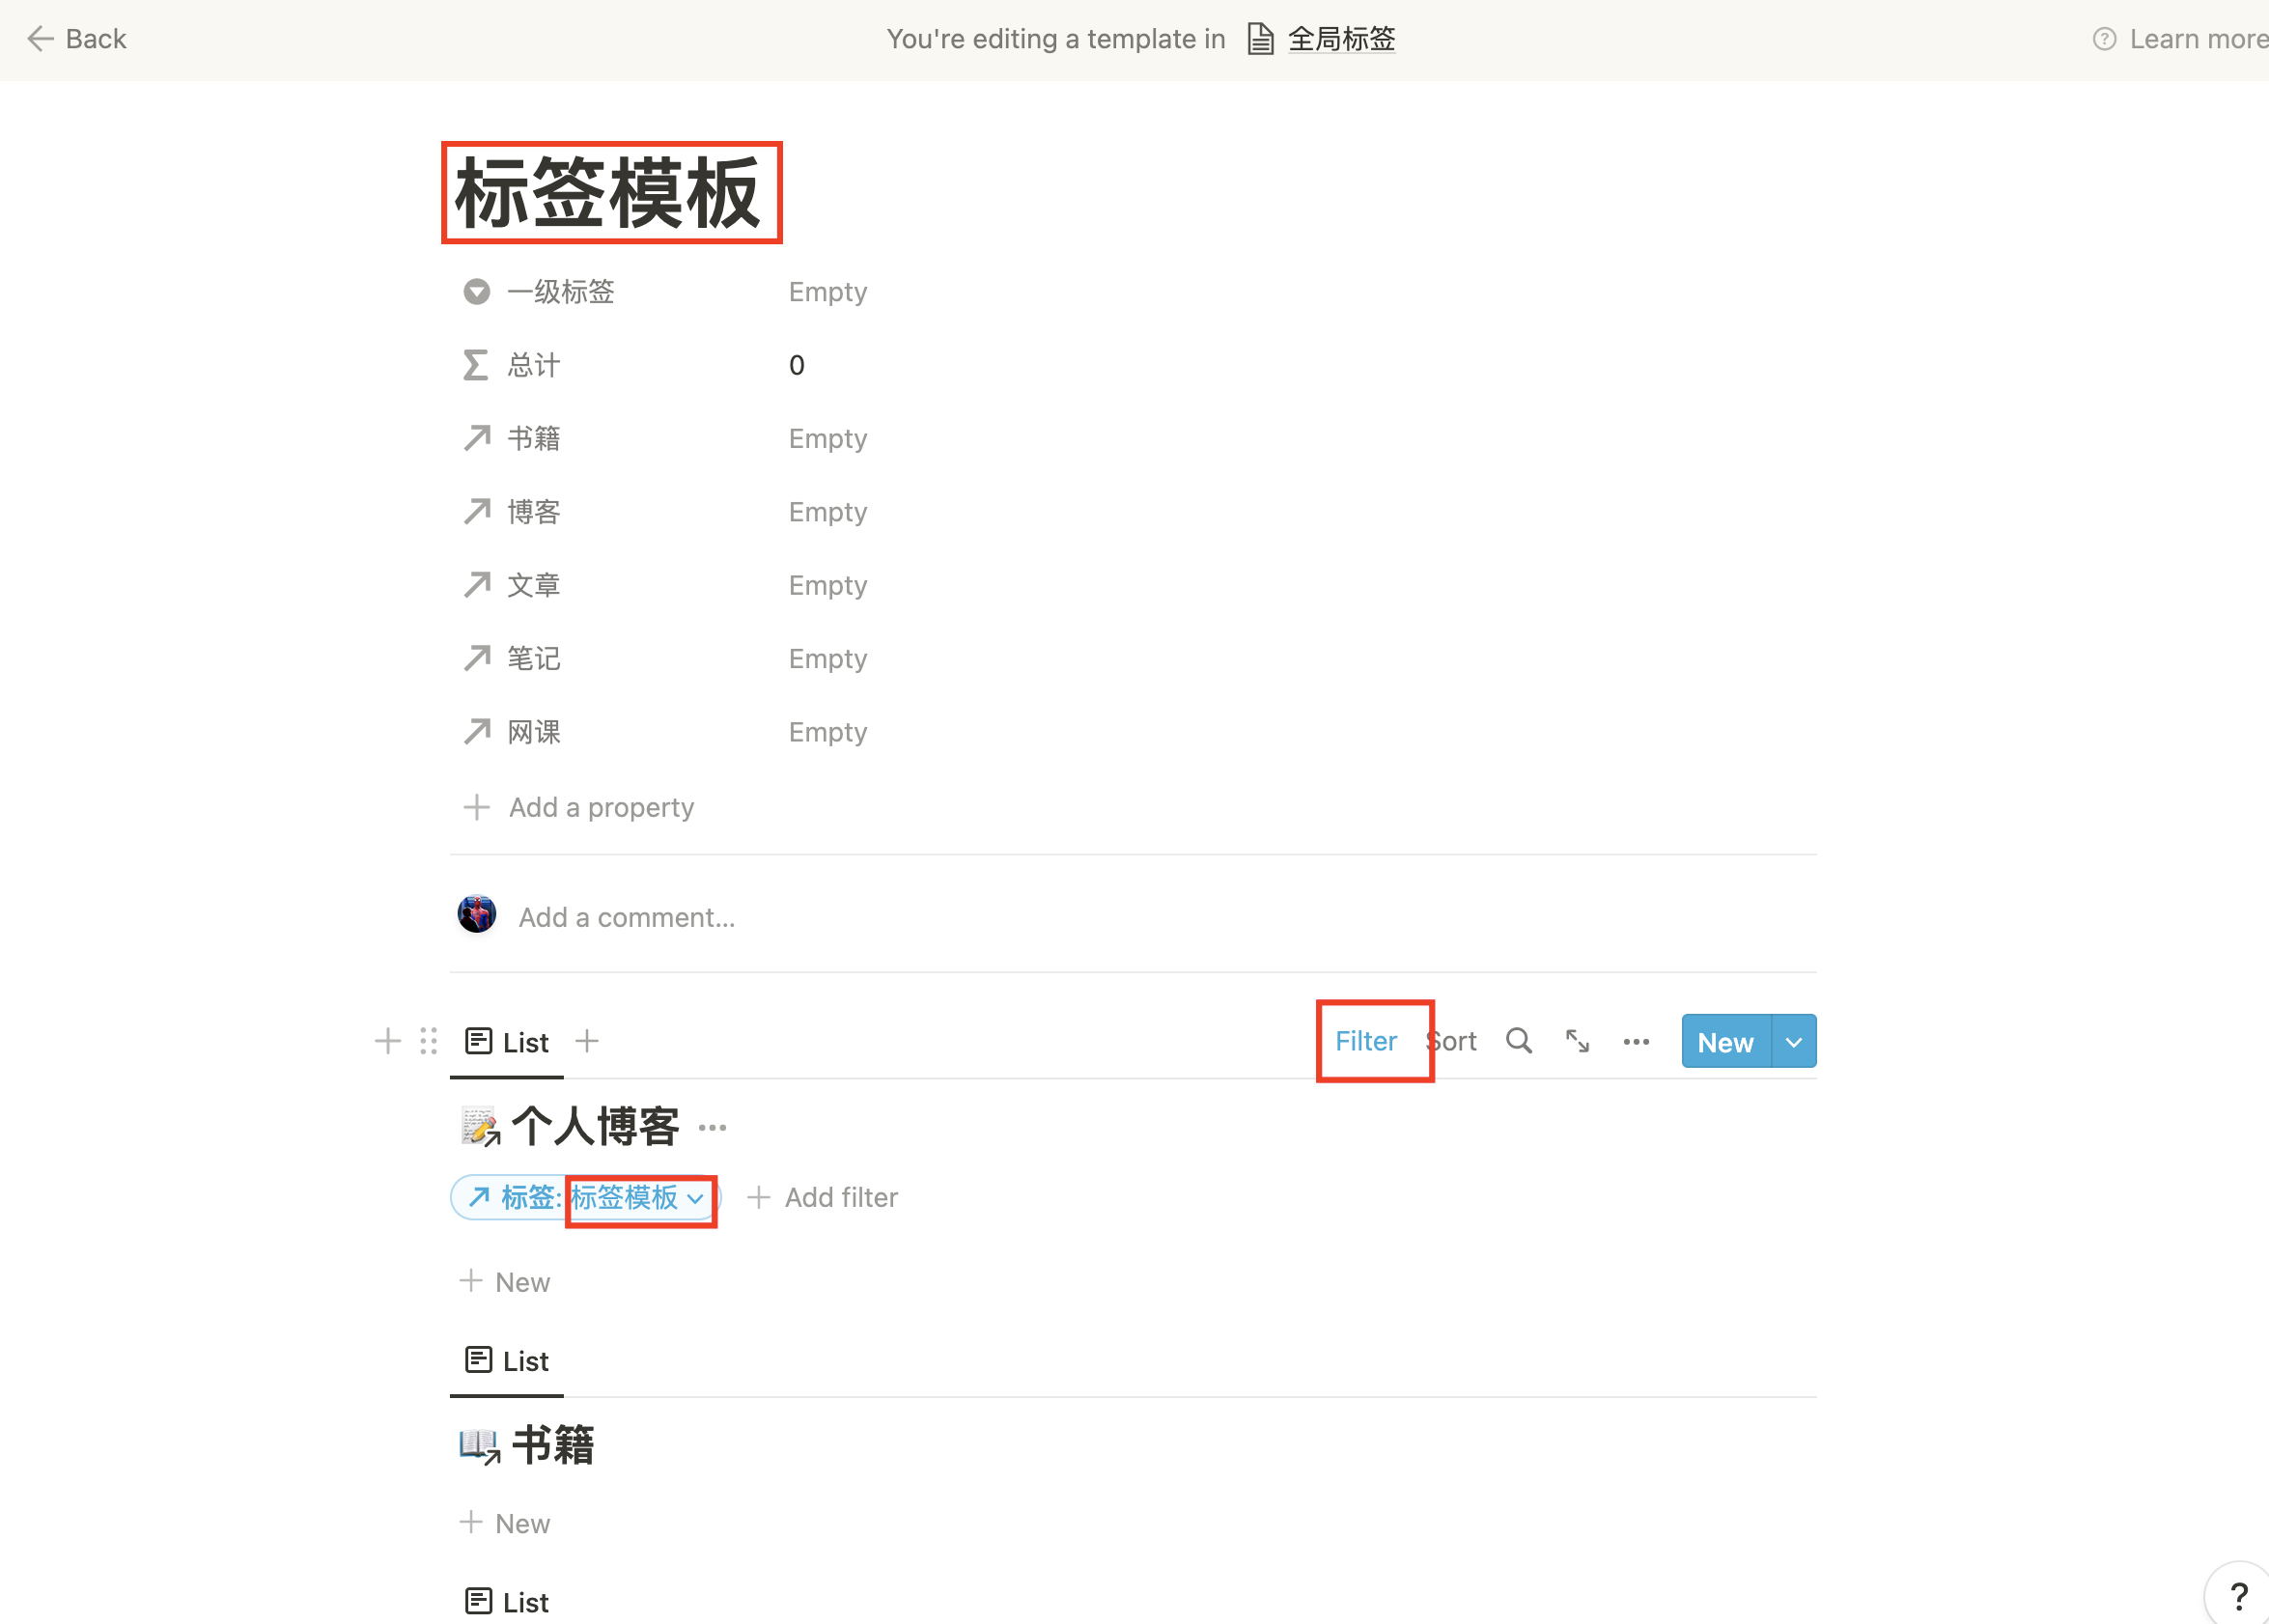 Back
You're editing a template in 全局标签
Learn more
标签模板
一级标签 Empty
总计 0
书籍 Empty
博客 Empty
文章 Empty
笔记 Empty
网课 Empty
Add a property
Add a comment...
List Filter Sort New
个人博客
标签: 标签模板 Add filter
New
List
书籍
New
List
?